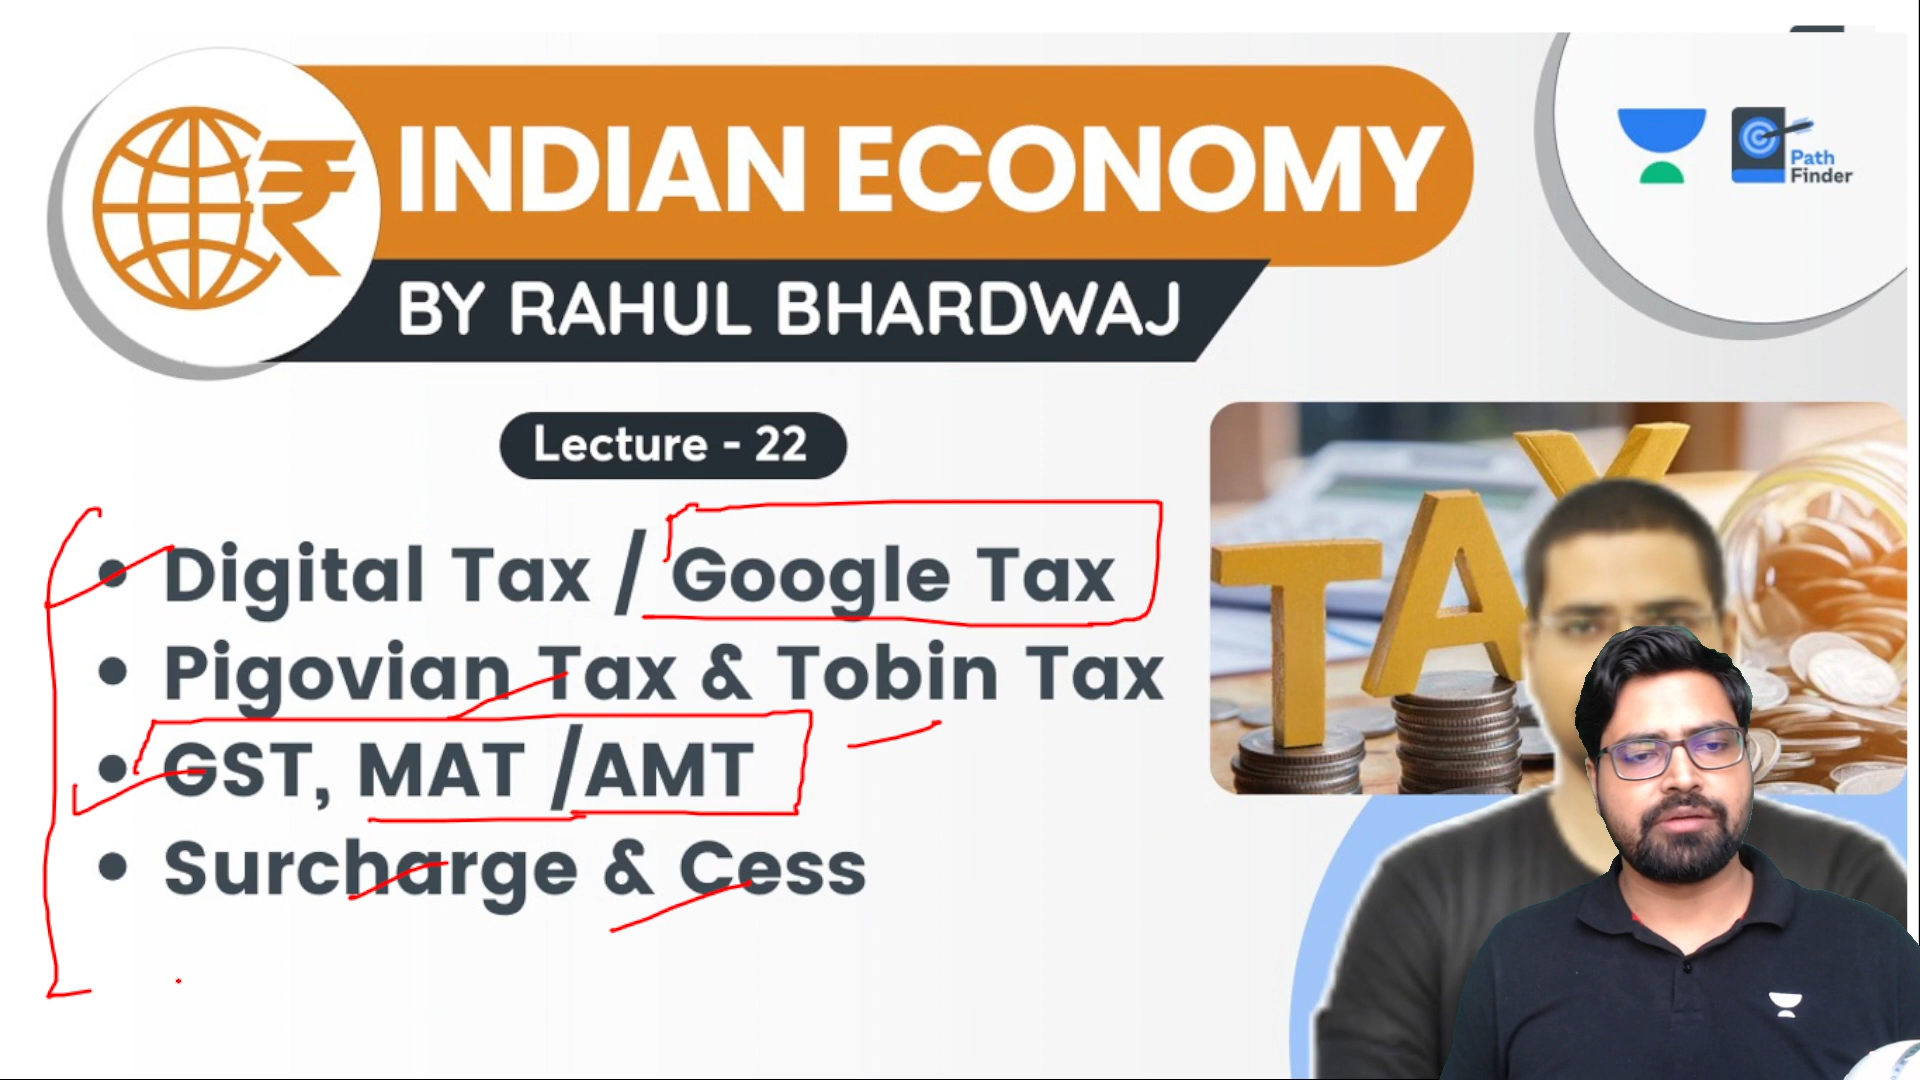 INDIAN ECONOMY
Path
Finder
BY RAHUL BHARDWAJ
Lecture - 22
• Digital Tax / Google Tax
• Pigovian Tax & Tobin Tax
• GST, MAT /AMT
• Surcharge & Cess
TAX